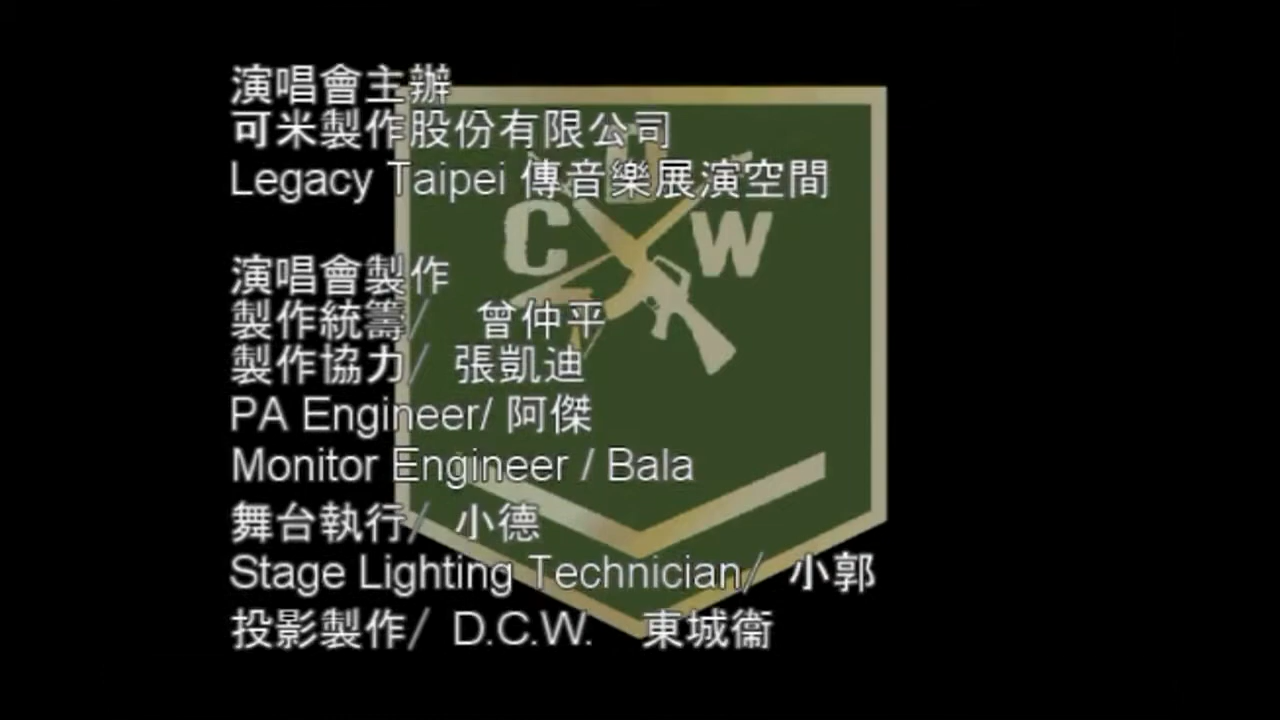 演唱會主辦
可米製作股份有限公司
Legacy Taipei 傳音樂展演空間
演唱會製作
製作統籌/ 曾仲平
製作協力/ 張凱迪
PA Engineer/ 阿傑
Monitor Engineer / Bala
舞台執行/ 小德
Stage Lighting Technician/ 小郭
投影製作/ D.C.W. 東城衞
D
C W